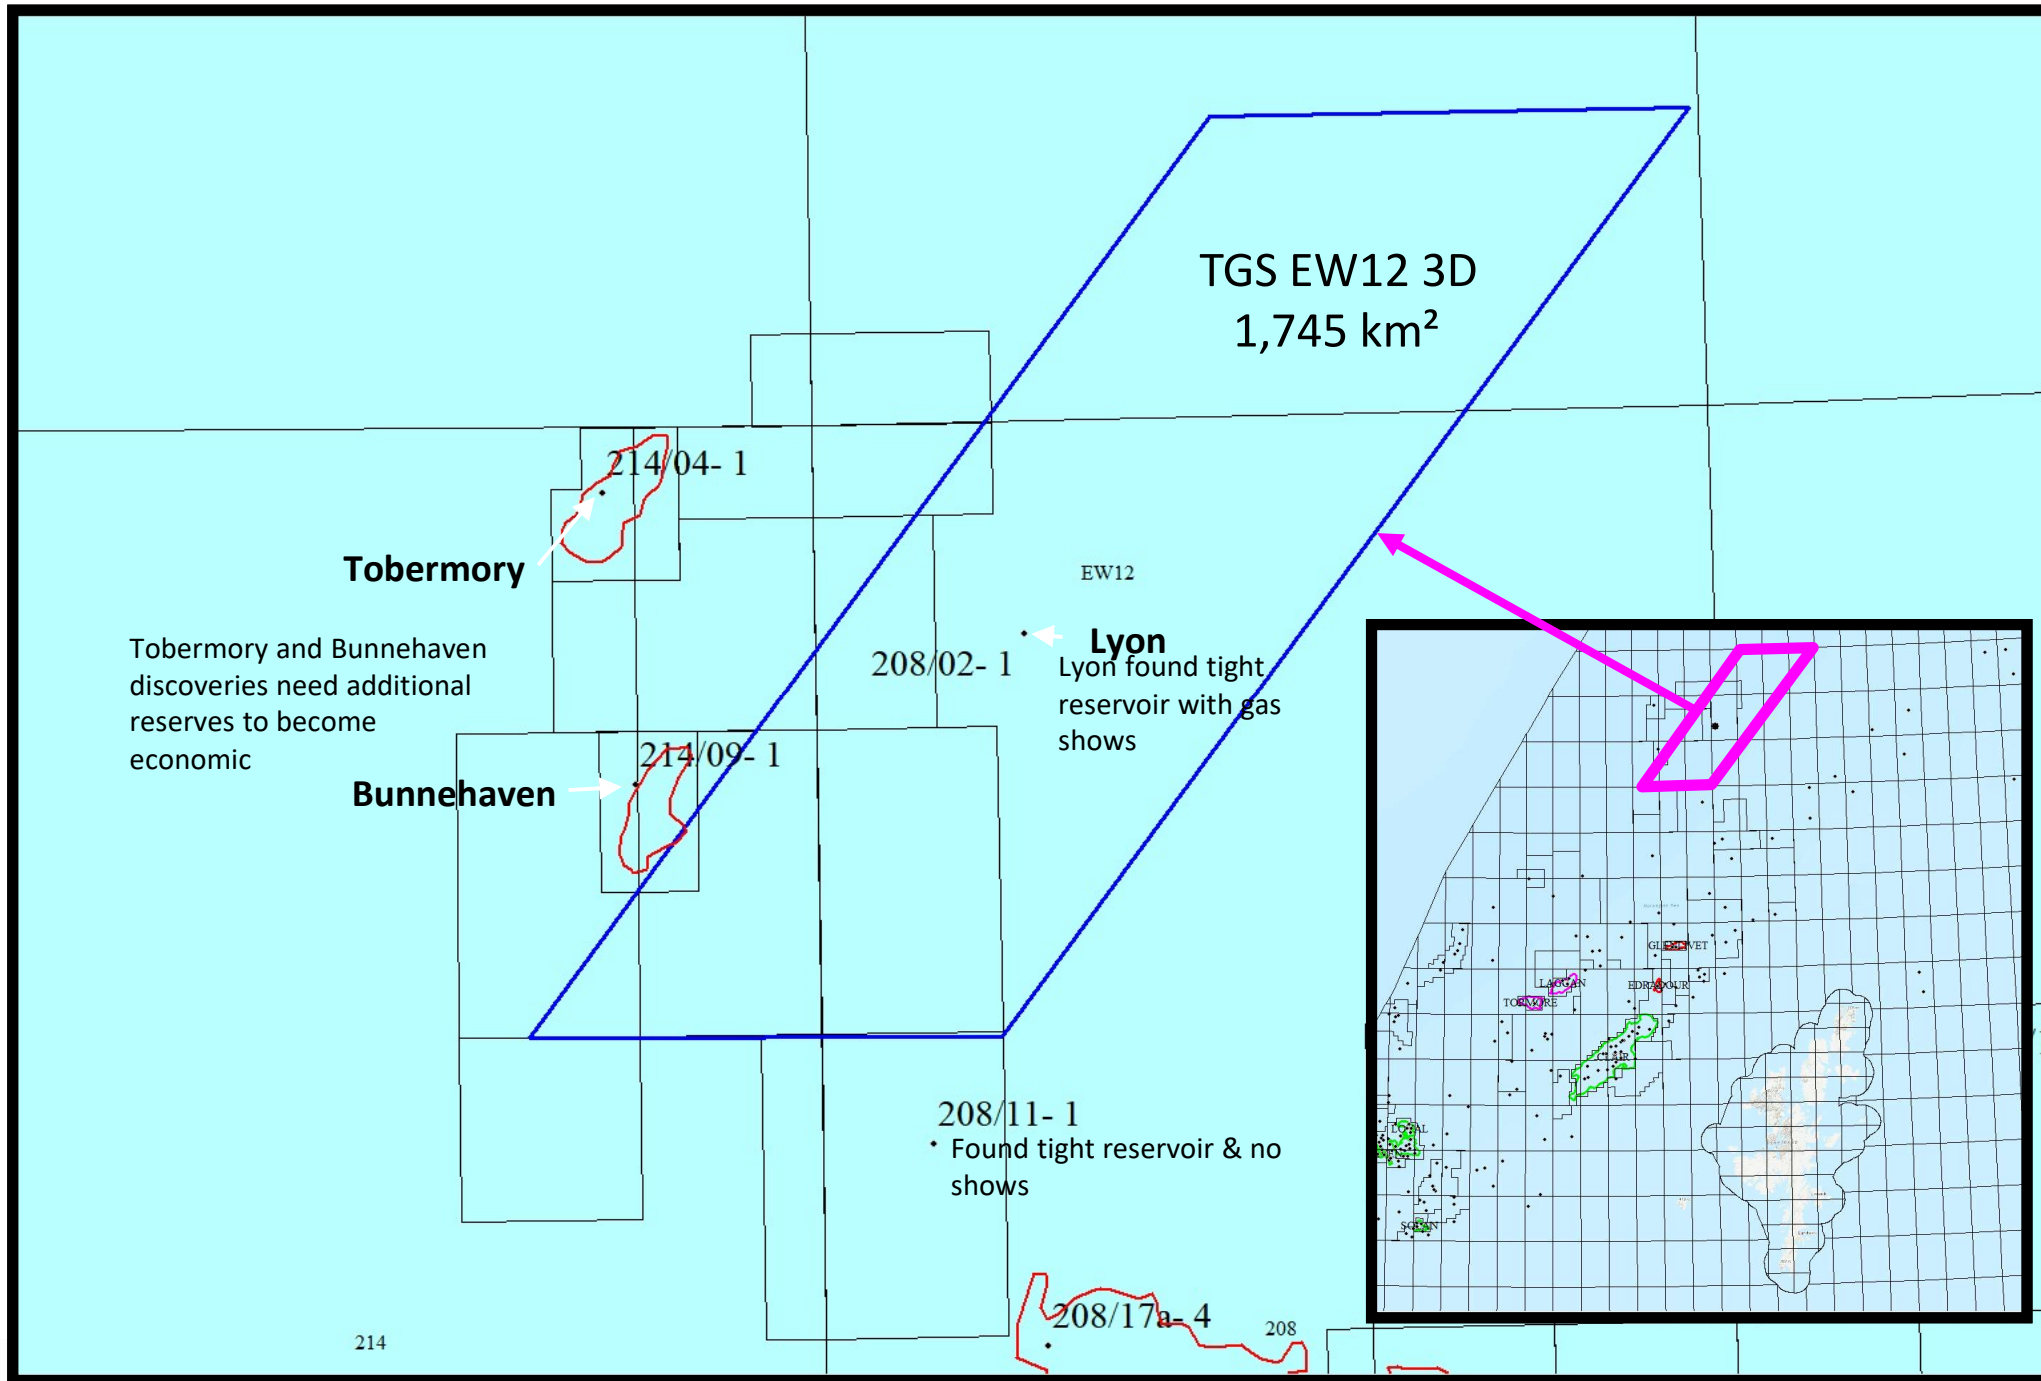 TGS EW12 3D
1,745 km²
214/04- 1
Tobermory
EW12
Lyon
208/02- 1
Lyon found tight
reservoir with gas
shows
Tobermory and Bunnehaven
discoveries need additional
reserves to become
economic
214/09- 1
Bunnehaven
208/11- 1
Found tight reservoir & no
shows
208/17a- 4
214
208
GLENLIVET
LAGGAN
EDRADOUR
TORMORE
CLAIR
SOLAN